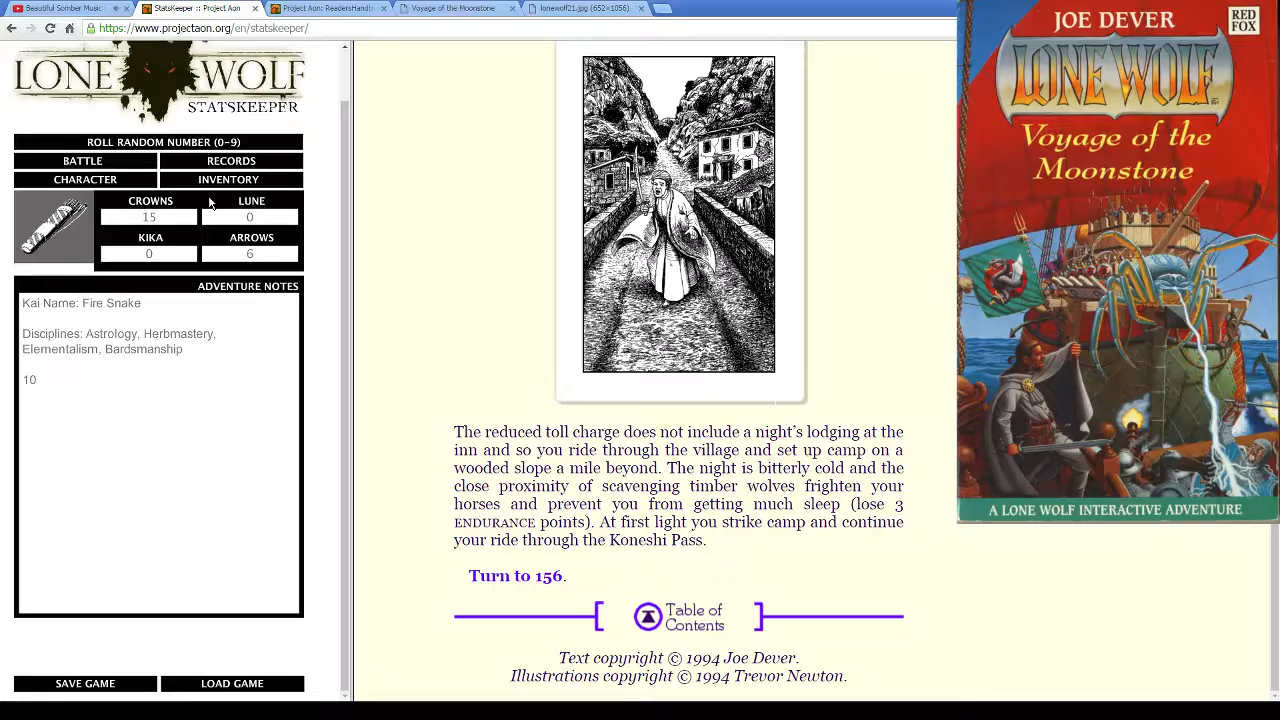 Beautiful Somber Music
StatsKeeper :: Project Aon
Project Aon: ReadersHandb
Voyage of the Moonstone
lonewolf21.jpg (652×1056)
https://www.projectaon.org/en/statskeeper/
LONE WOLF
STATSKEEPER
ROLL RANDOM NUMBER (0-9)
BATTLE
RECORDS
CHARACTER
INVENTORY
CROWNS
LUNE
15
0
KIKA
ARROWS
0
6
ADVENTURE NOTES
Kai Name: Fire Snake
Disciplines: Astrology, Herbmastery,
Elementalism, Bardsmanship
10
SAVE GAME
LOAD GAME
The reduced toll charge does not include a night's lodging at the
inn and so you ride through the village and set up camp on a
wooded slope a mile beyond. The night is bitterly cold and the
close proximity of scavenging timber wolves frighten your
horses and prevent you from getting much sleep (lose 3
ENDURANCE points). At first light you strike camp and continue
your ride through the Koneshi Pass.
Turn to 156.
Table of
Contents
Text copyright © 1994 Joe Dever.
Illustrations copyright © 1994 Trevor Newton.
JOE DEVER
RED
FOX
LONE WOLF
Voyage of the
Moonstone
A LONE WOLF INTERACTIVE ADVENTURE